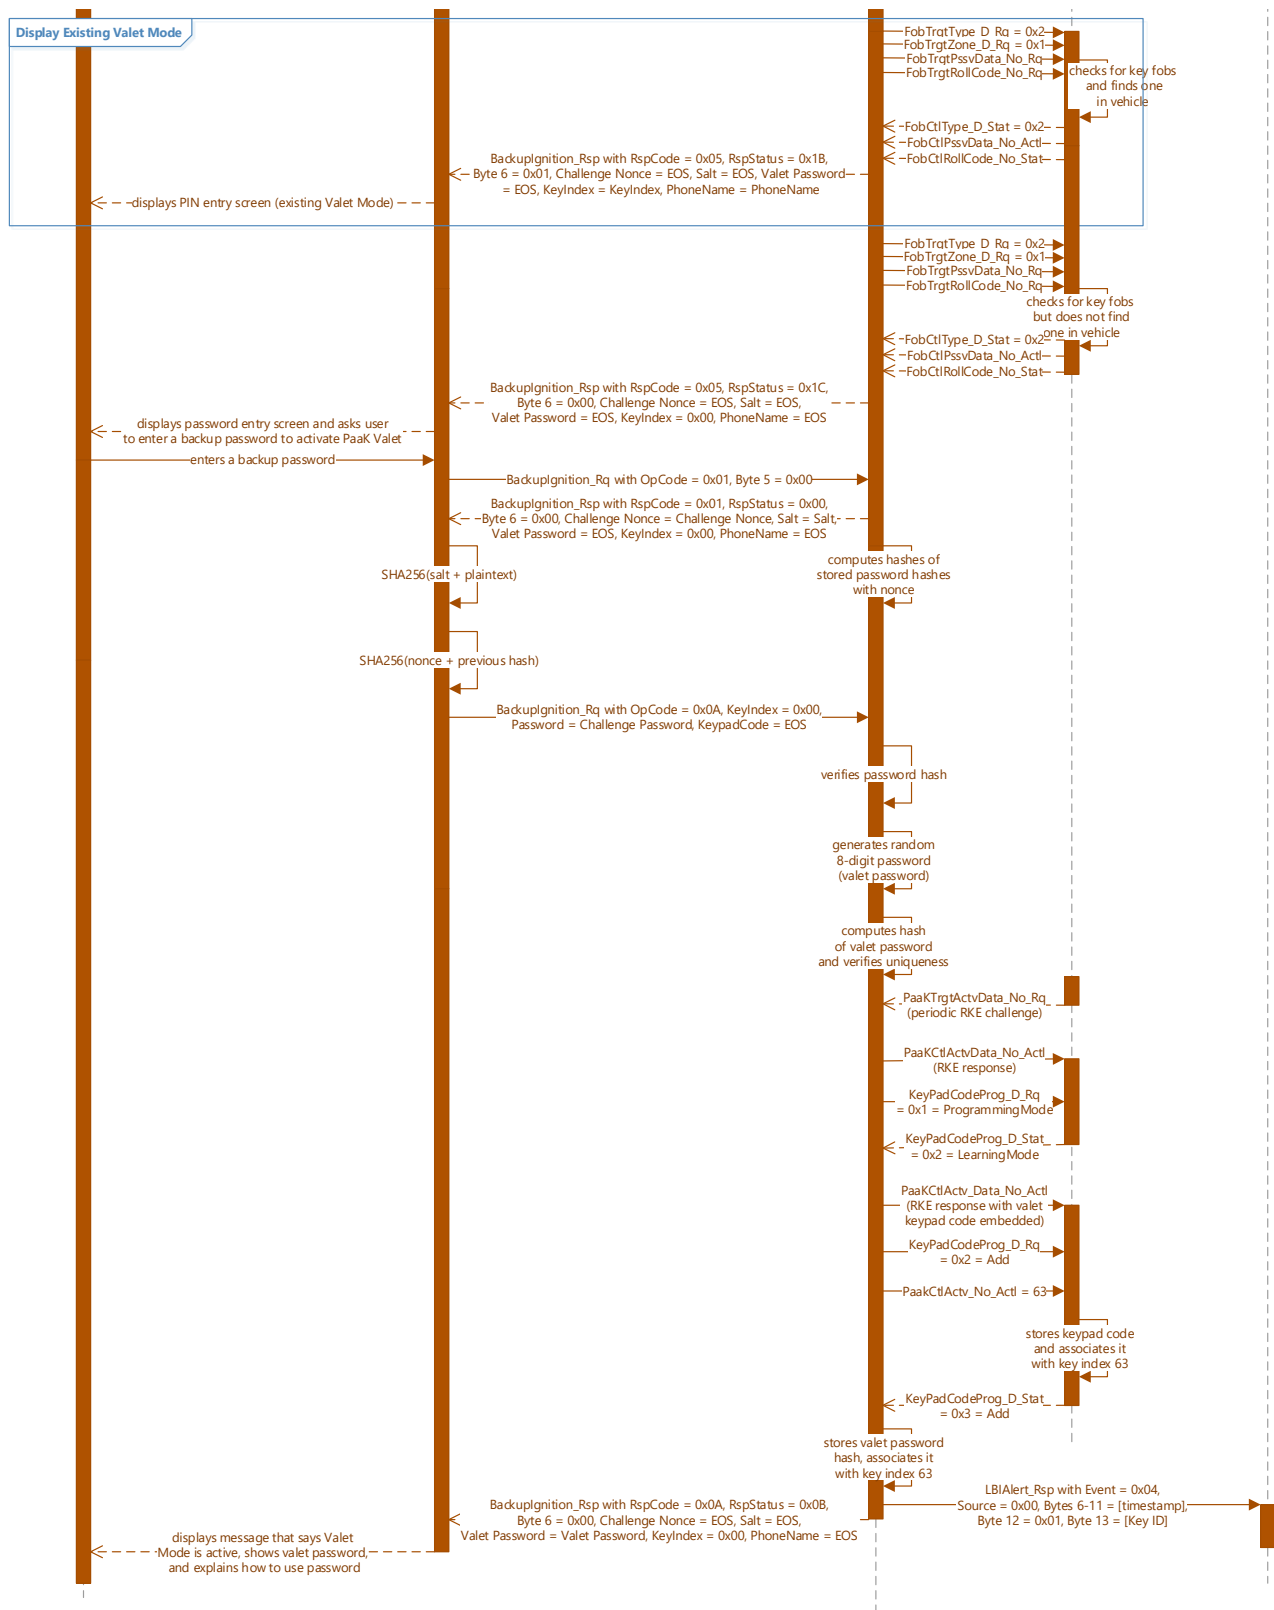 Display Existing Valet Mode
FobTrgtType_D_Rq = 0x2
FobTrgtZone_D_Rq = 0x1
FobTrgtPssvData_No_Rq
FobTrgtRollCode_No_Rq
checks for key fobs
and finds one
in vehicle
FobCtlType_D_Stat = 0x2
FobCtlPssvData_No_Actl
FobCtlRollCode_No_Stat
BackupIgnition_Rsp with RspCode = 0x05, RspStatus = 0x1B,
Byte 6 = 0x01, Challenge Nonce = EOS, Salt = EOS, Valet Password
= EOS, KeyIndex = KeyIndex, PhoneName = PhoneName
displays PIN entry screen (existing Valet Mode)
FobTrgtType_D_Rq = 0x2
FobTrgtZone_D_Rq = 0x1
FobTrgtPssvData_No_Rq
FobTrgtRollCode_No_Rq
checks for key fobs
but does not find
one in vehicle
FobCtlType_D_Stat = 0x2
FobCtlPssvData_No_Actl
FobCtlRollCode_No_Stat
BackupIgnition_Rsp with RspCode = 0x05, RspStatus = 0x1C,
Byte 6 = 0x00, Challenge Nonce = EOS, Salt = EOS,
Valet Password = EOS, KeyIndex = 0x00, PhoneName = EOS
displays password entry screen and asks user
to enter a backup password to activate PaaK Valet
enters a backup password
BackupIgnition_Rq with OpCode = 0x01, Byte 5 = 0x00
BackupIgnition_Rsp with RspCode = 0x01, RspStatus = 0x00,
Byte 6 = 0x00, Challenge Nonce = Challenge Nonce, Salt = Salt,
Valet Password = EOS, KeyIndex = 0x00, PhoneName = EOS
SHA256(salt + plaintext)
computes hashes of
stored password hashes
with nonce
SHA256(nonce + previous hash)
BackupIgnition_Rq with OpCode = 0x0A, KeyIndex = 0x00,
Password = Challenge Password, KeypadCode = EOS
verifies password hash
generates random
8-digit password
(valet password)
computes hash
of valet password
and verifies uniqueness
PaaKTrgtActvData_No_Rq
(periodic RKE challenge)
PaaKCtlActvData_No_Actl
(RKE response)
KeyPadCodeProg_D_Rq
= 0x1 = ProgrammingMode
KeyPadCodeProg_D_Stat
= 0x2 = LearningMode
PaaKCtlActv_Data_No_Actl
(RKE response with valet
keypad code embedded)
KeyPadCodeProg_D_Rq
= 0x2 = Add
PaakCtlActv_No_Actl = 63
stores keypad code
and associates it
with key index 63
KeyPadCodeProg_D_Stat
= 0x3 = Add
stores valet password
hash, associates it
with key index 63
LBIAlert_Rsp with Event = 0x04,
Source = 0x00, Bytes 6-11 = [timestamp],
Byte 12 = 0x01, Byte 13 = [Key ID]
BackupIgnition_Rsp with RspCode = 0x0A, RspStatus = 0x0B,
Byte 6 = 0x00, Challenge Nonce = EOS, Salt = EOS,
Valet Password = Valet Password, KeyIndex = 0x00, PhoneName = EOS
displays message that says Valet
Mode is active, shows valet password,
and explains how to use password